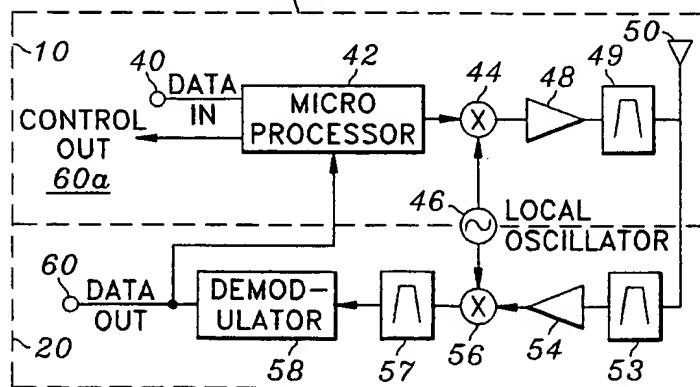 10
40
DATA
IN
42
MICRO
PROCESSOR
CONTROL
OUT
60a
44
X
48
49
50
46
LOCAL
OSCILLATOR
60
DATA
OUT
20
DEMOD-
ULATOR
58
57
X
56
54
53